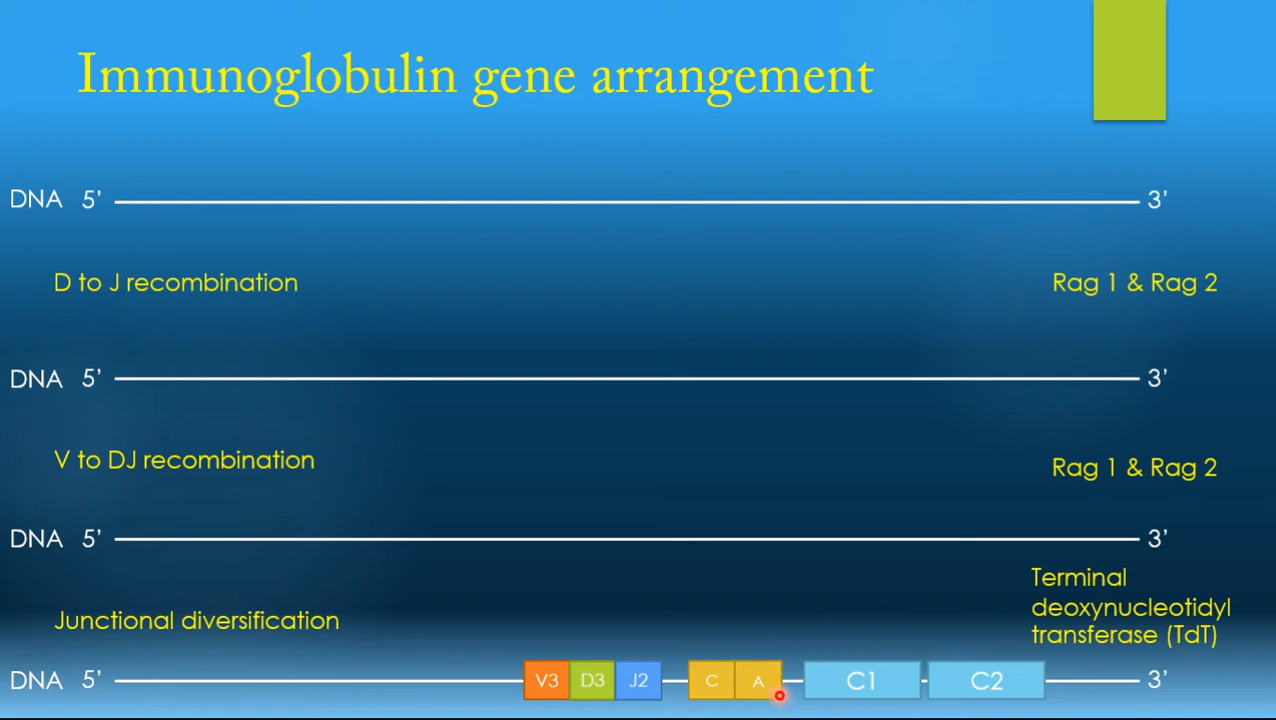 Immunoglobulin gene arrangement
DNA 5’ 3’
D to J recombination Rag 1 & Rag 2
DNA 5’ 3’
V to DJ recombination Rag 1 & Rag 2
DNA 5’ 3’
Terminal
deoxynucleotidyl
transferase (TdT)
Junctional diversification
DNA 5’ V3 D3 J2 C A C1 C2 3’